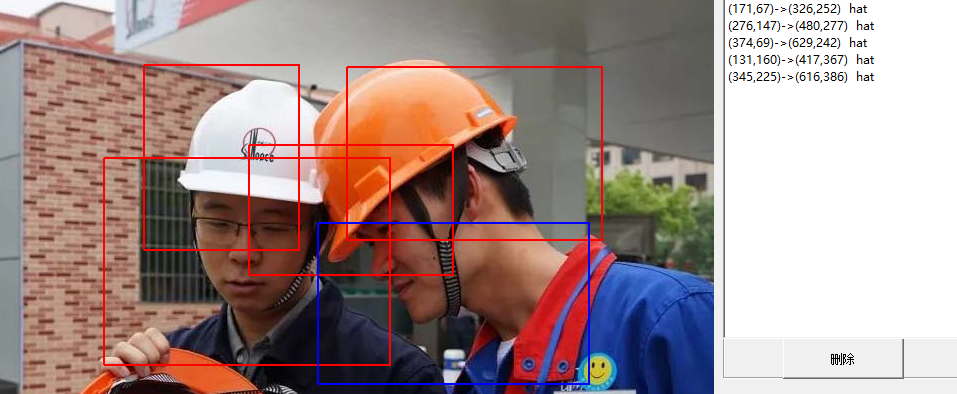 (171,67)->(326,252) hat
(276,147)->(480,277) hat
(374,69)->(629,242) hat
(131,160)->(417,367) hat
(345,225)->(616,386) hat
删除